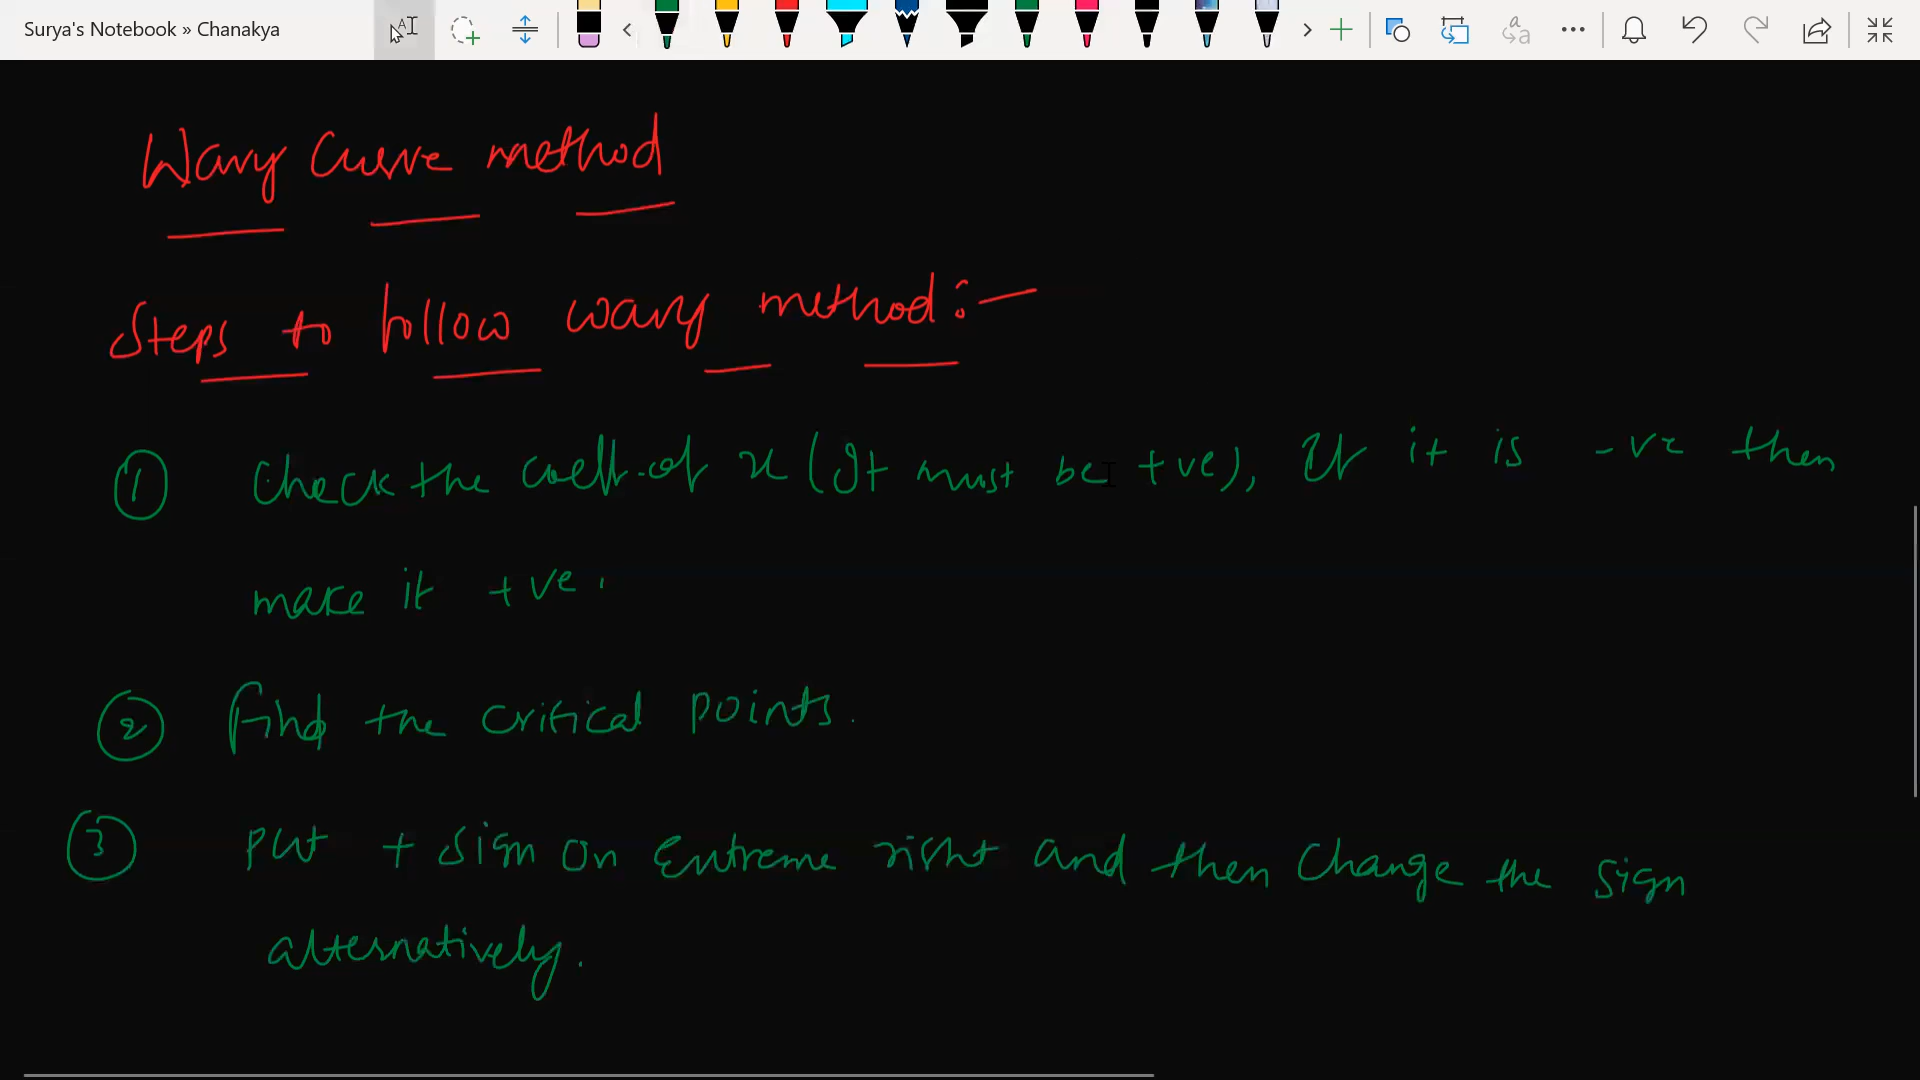 Surya's Notebook » Chanakya
Wavy Curve method
Steps to follow wavy method :-
① Check the coeff. of x (It must be +ve), If it is -ve then
make it +ve.
② Find the critical points.
③ Put + sign on Extreme right and then change the sign
alternatively.